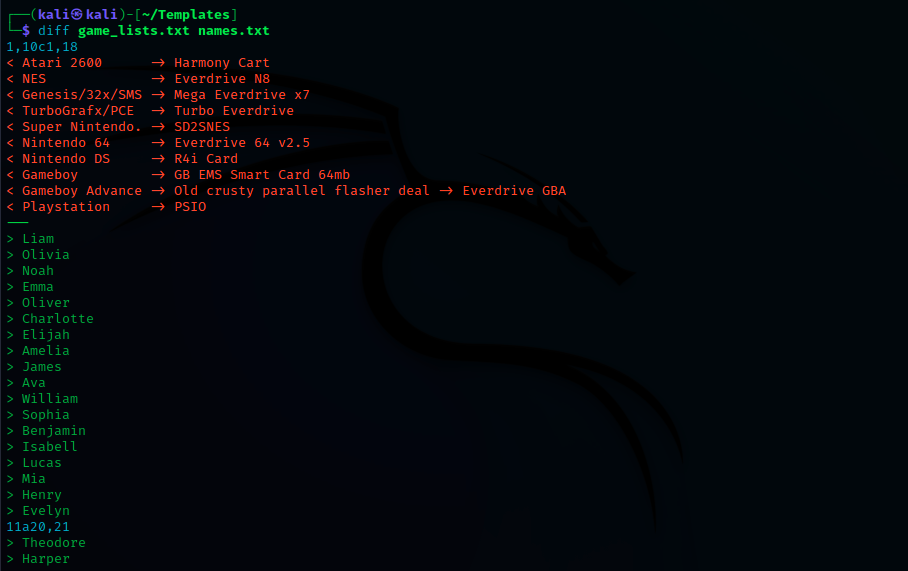 ┌──(kali㉿kali)-[~/Templates]
└─$ diff game_lists.txt names.txt
1,10c1,18
< Atari 2600      → Harmony Cart
< NES             → Everdrive N8
< Genesis/32x/SMS → Mega Everdrive x7
< TurboGrafx/PCE  → Turbo Everdrive
< Super Nintendo. → SD2SNES
< Nintendo 64     → Everdrive 64 v2.5
< Nintendo DS     → R4i Card
< Gameboy         → GB EMS Smart Card 64mb
< Gameboy Advance → Old crusty parallel flasher deal → Everdrive GBA
< Playstation     → PSIO
---
> Liam
> Olivia
> Noah
> Emma
> Oliver
> Charlotte
> Elijah
> Amelia
> James
> Ava
> William
> Sophia
> Benjamin
> Isabell
> Lucas
> Mia
> Henry
> Evelyn
11a20,21
> Theodore
> Harper